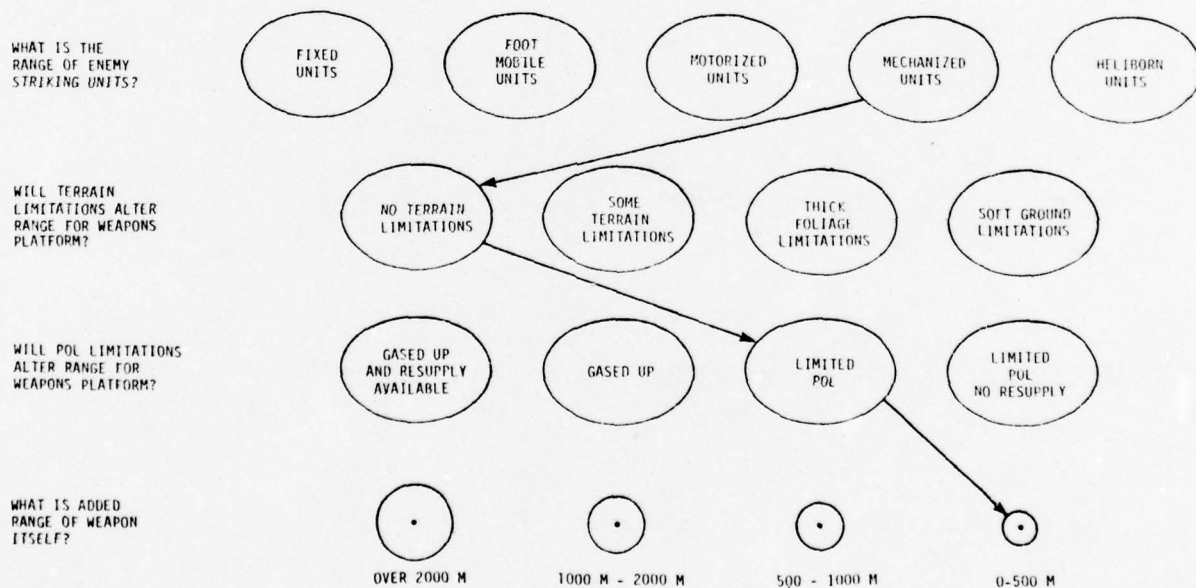 WHAT IS THE
RANGE OF ENEMY
STRIKING UNITS?
FIXED
UNITS
FOOT
MOBILE
UNITS
MOTORIZED
UNITS
MECHANIZED
UNITS
HELIBORN
UNITS
WILL TERRAIN
LIMITATIONS ALTER
RANGE FOR WEAPONS
PLATFORM?
NO TERRAIN
LIMITATIONS
SOME
TERRAIN
LIMITATIONS
THICK
FOLIAGE
LIMITATIONS
SOFT GROUND
LIMITATIONS
WILL POL LIMITATIONS
ALTER RANGE FOR
WEAPONS PLATFORM?
GASED UP
AND RESUPPLY
AVAILABLE
GASED UP
LIMITED
POL
LIMITED
POL
NO RESUPPLY
WHAT IS ADDED
RANGE OF WEAPON
ITSELF?
OVER 2000 M
1000 M - 2000 M
500 - 1000 M
0-500 M